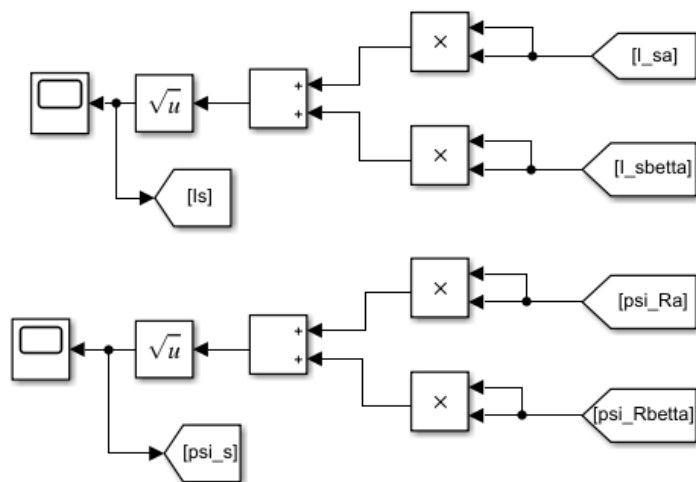 ×
[I_sa]
√u
+
+
×
[I_sbetta]
[Is]
×
[psi_Ra]
√u
+
+
×
[psi_Rbetta]
[psi_s]